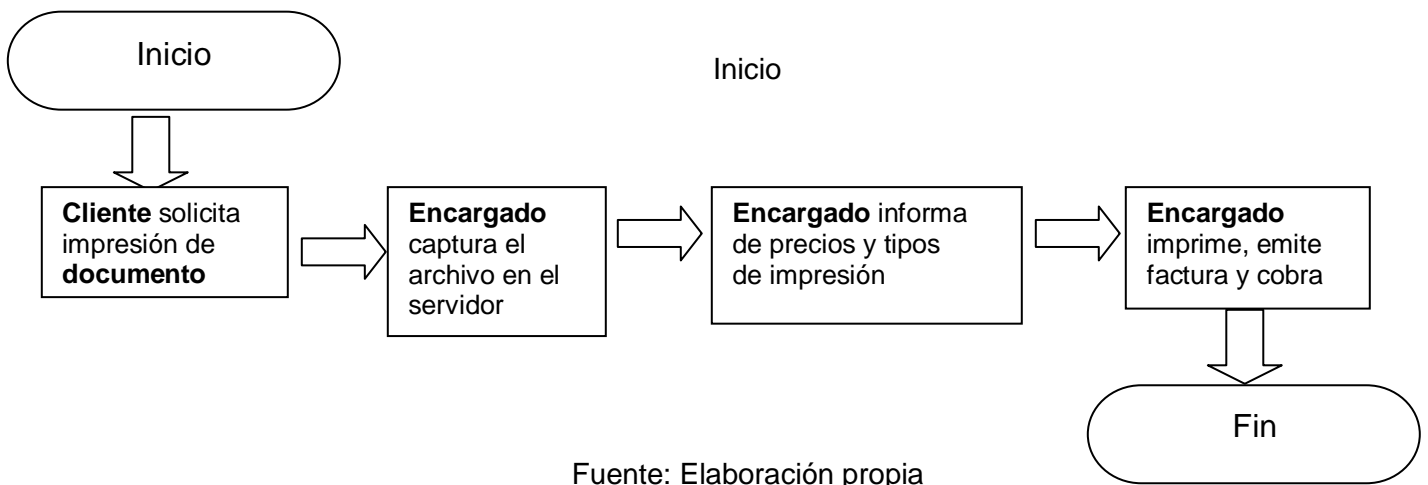 Inicio
Inicio
Cliente solicita
impresión de
documento
Encargado
captura el
archivo en el
servidor
Encargado informa
de precios y tipos
de impresión
Encargado
imprime, emite
factura y cobra
Fin
Fuente: Elaboración propia